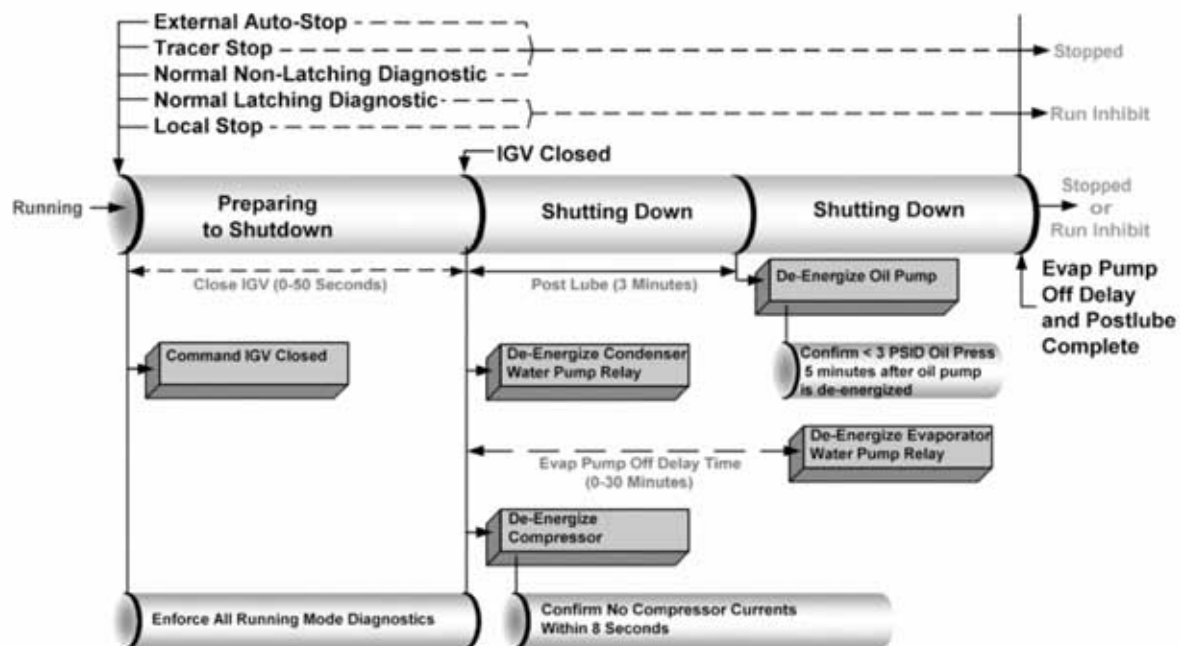 External Auto-Stop
Tracer Stop
Stopped
Normal Non-Latching Diagnostic
Normal Latching Diagnostic
Run Inhibit
Local Stop
IGV Closed
Running
Preparing
to Shutdown
Shutting Down
Shutting Down
Stopped
or
Run Inhibit
Close IGV (0-50 Seconds)
Post Lube (3 Minutes)
De-Energize Oil Pump
Evap Pump
Off Delay
and Postlube
Complete
Command IGV Closed
De-Energize Condenser
Water Pump Relay
Confirm < 3 PSID Oil Press
5 minutes after oil pump
is de-energized
Evap Pump Off Delay Time
(0-30 Minutes)
De-Energize Evaporator
Water Pump Relay
De-Energize
Compressor
Enforce All Running Mode Diagnostics
Confirm No Compressor Currents
Within 8 Seconds